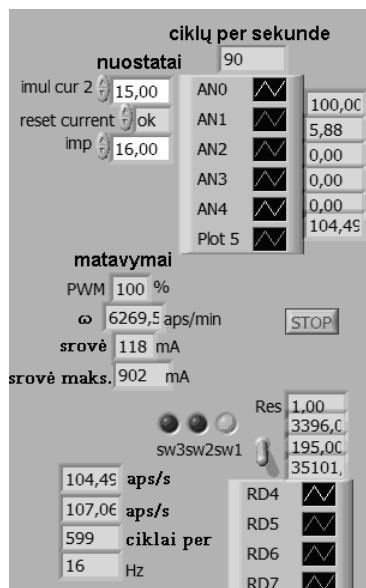 ciklų per sekunde
nuostatai
90
imul cur 2 15,00
reset current ok
imp 16,00
AN0
AN1
AN2
AN3
AN4
Plot 5
100,00
5,88
0,00
0,00
0,00
104,49
matavymai
PWM 100 %
ω 6269,5 aps/min
STOP
srovė 118 mA
srovė maks. 902 mA
sw3sw2sw1
Res 1,00
3396,0
195,00
35101,
104,49 aps/s
107,06 aps/s
599 ciklai per
16 Hz
RD4
RD5
RD6
RD7